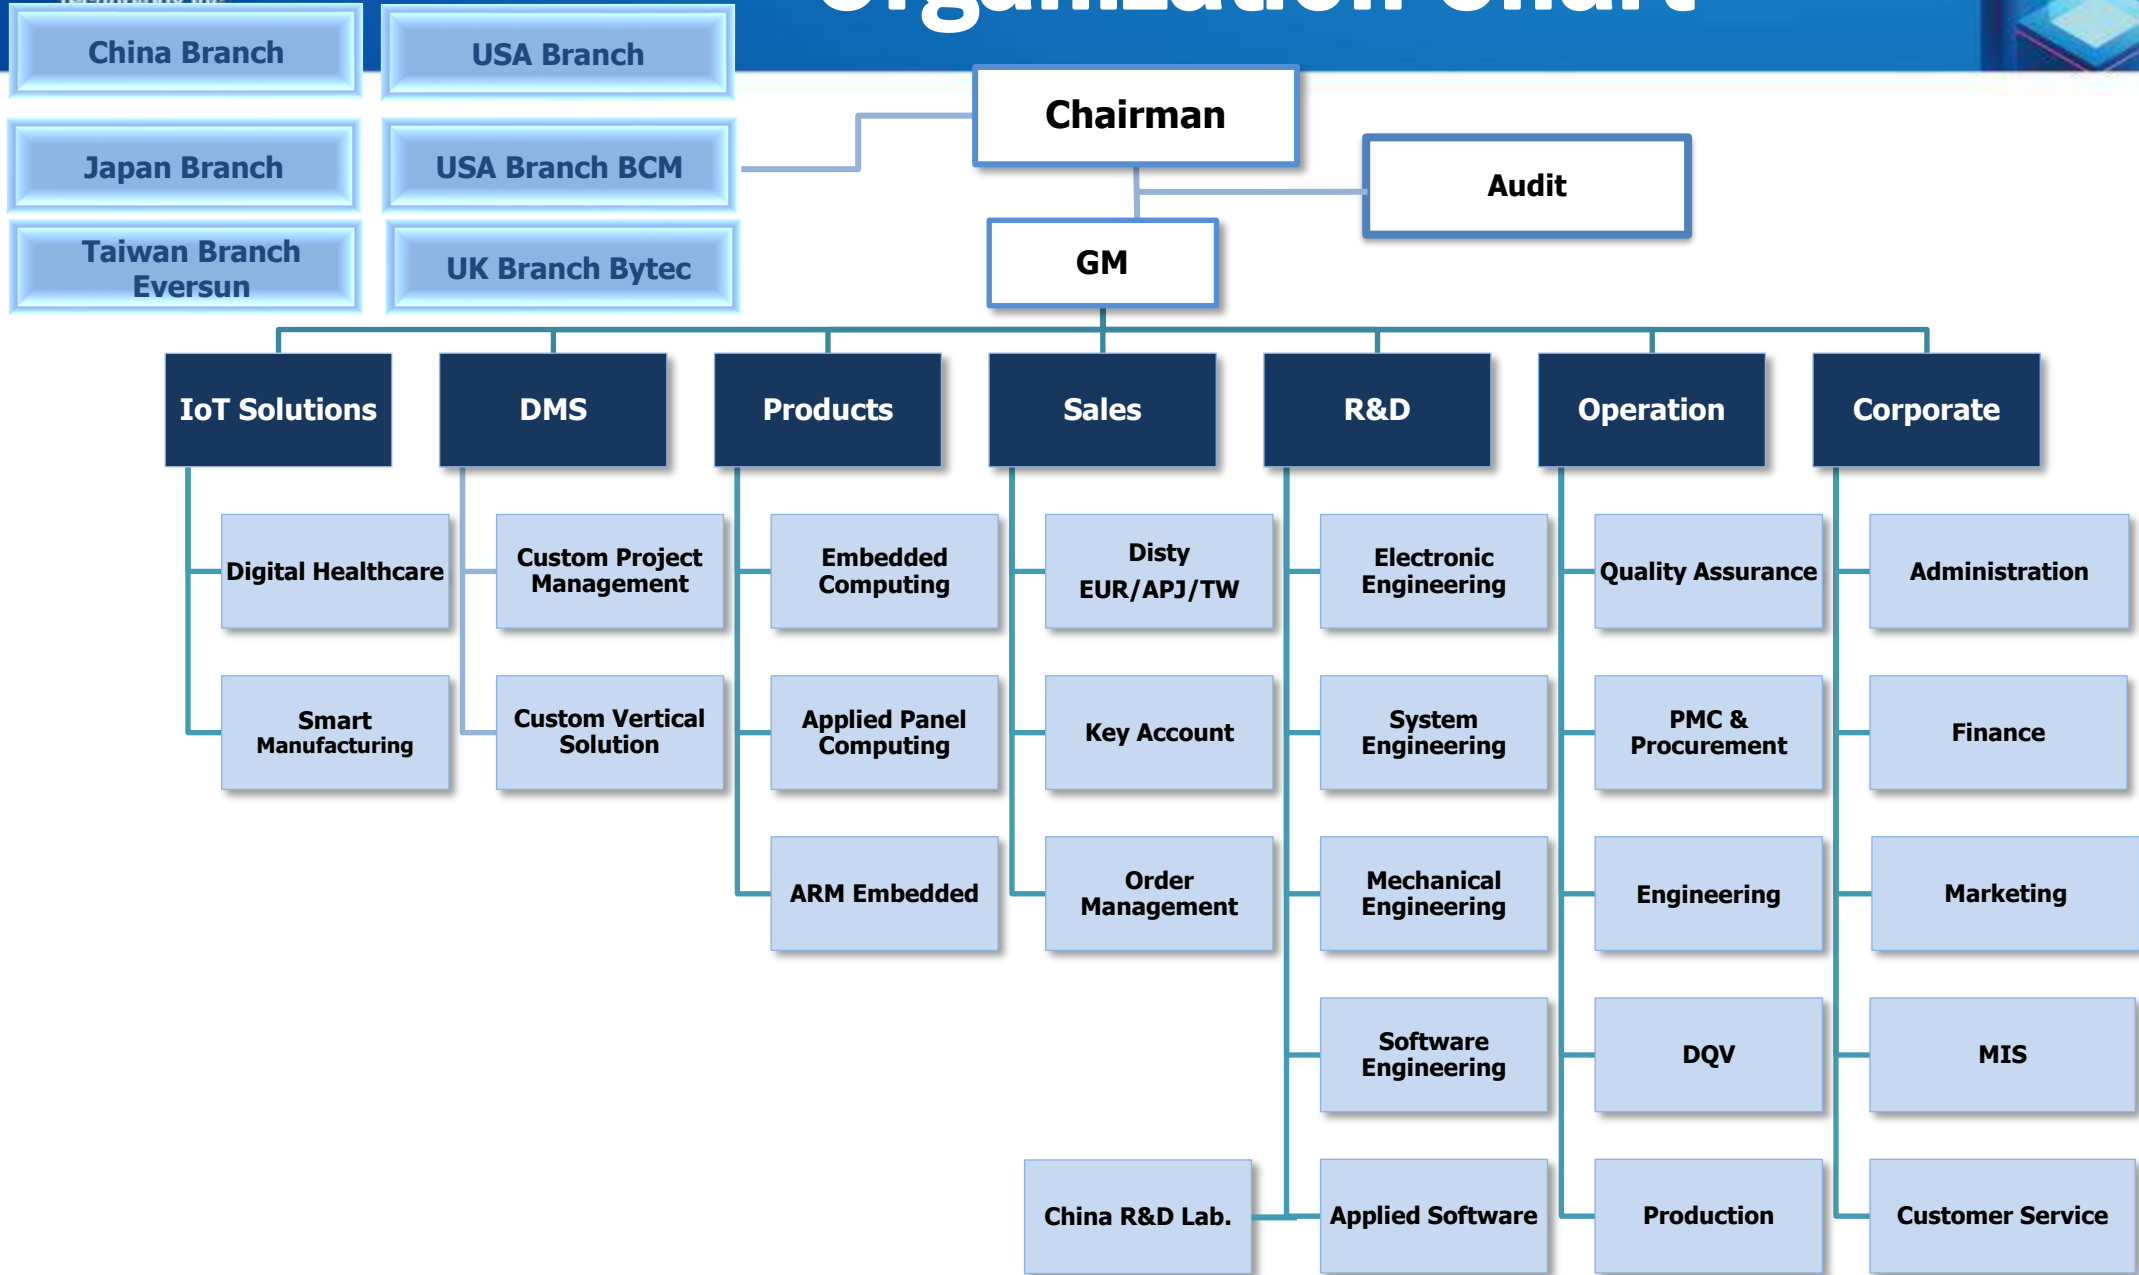 Organization Chart
China Branch
USA Branch
Chairman
Japan Branch
USA Branch BCM
Audit
Taiwan Branch
Eversun
UK Branch Bytec
GM
IoT Solutions
DMS
Products
Sales
R&D
Operation
Corporate
Digital Healthcare
Custom Project
Management
Embedded
Computing
Disty
EUR/APJ/TW
Electronic
Engineering
Quality Assurance
Administration
Smart
Manufacturing
Custom Vertical
Solution
Applied Panel
Computing
Key Account
System
Engineering
PMC &
Procurement
Finance
ARM Embedded
Order
Management
Mechanical
Engineering
Engineering
Marketing
Software
Engineering
DQV
MIS
China R&D Lab.
Applied Software
Production
Customer Service